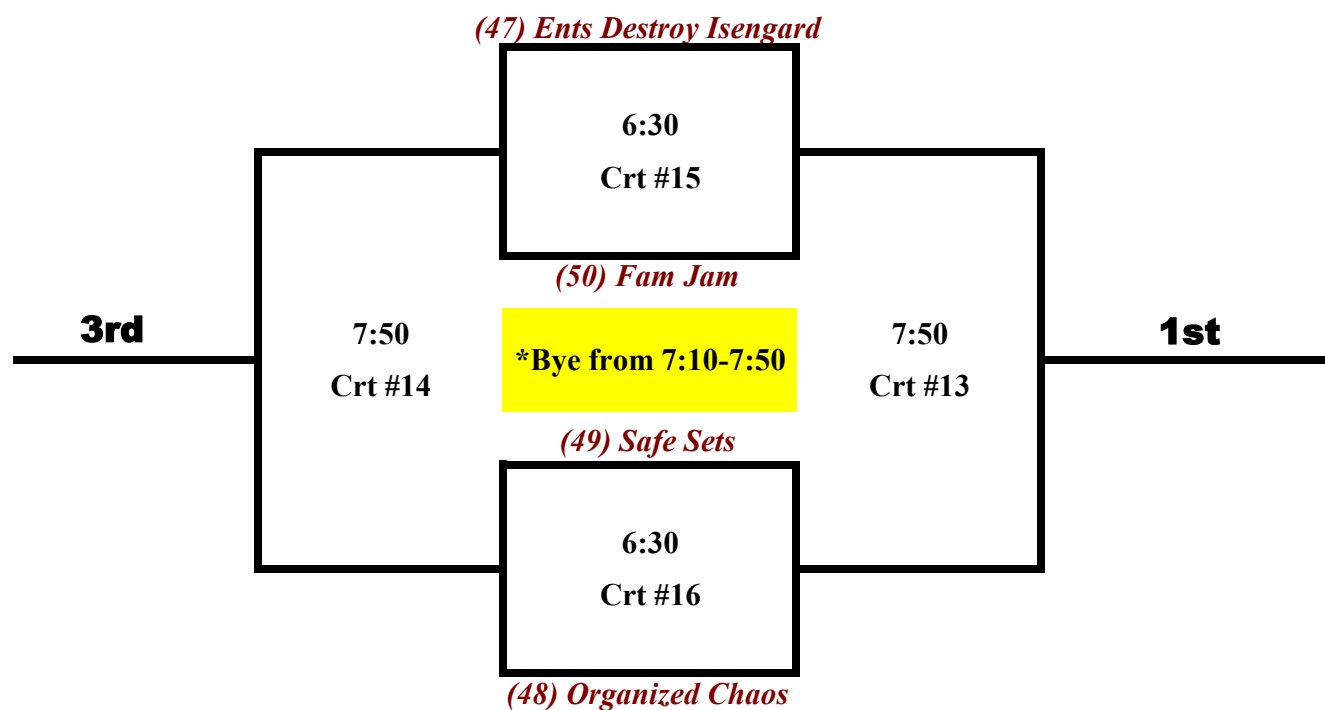 (47) Ents Destroy Isengard
6:30
Crt #15
(50) Fam Jam
3rd
7:50
Crt #14
*Bye from 7:10-7:50
7:50
Crt #13
1st
(49) Safe Sets
6:30
Crt #16
(48) Organized Chaos